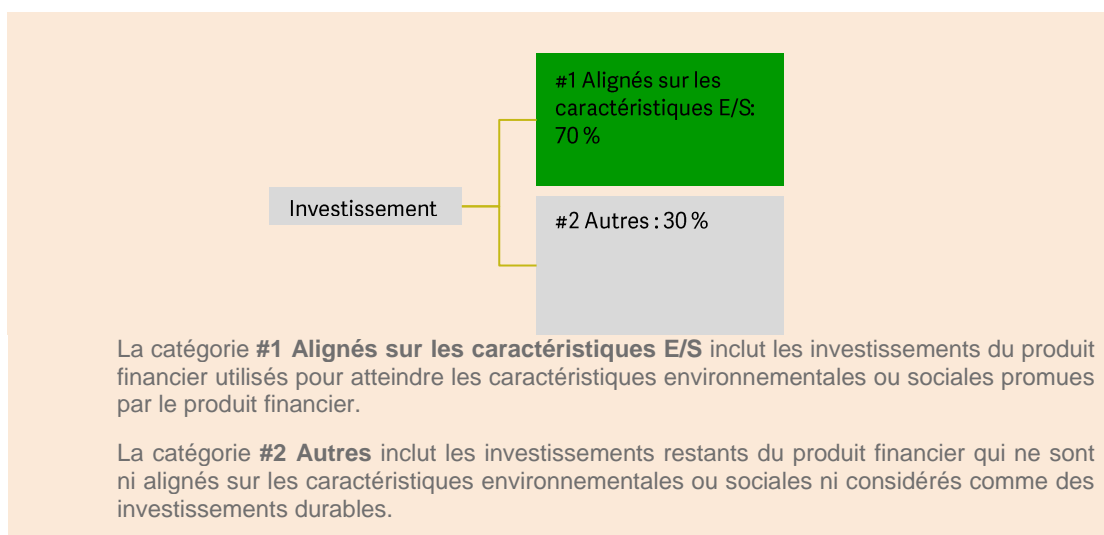 #1 Alignés sur les
caractéristiques E/S:
70 %
Investissement
#2 Autres : 30 %
La catégorie #1 Alignés sur les caractéristiques E/S inclut les investissements du produit
financier utilisés pour atteindre les caractéristiques environnementales ou sociales promues
par le produit financier.
La catégorie #2 Autres inclut les investissements restants du produit financier qui ne sont
ni alignés sur les caractéristiques environnementales ou sociales ni considérés comme des
investissements durables.